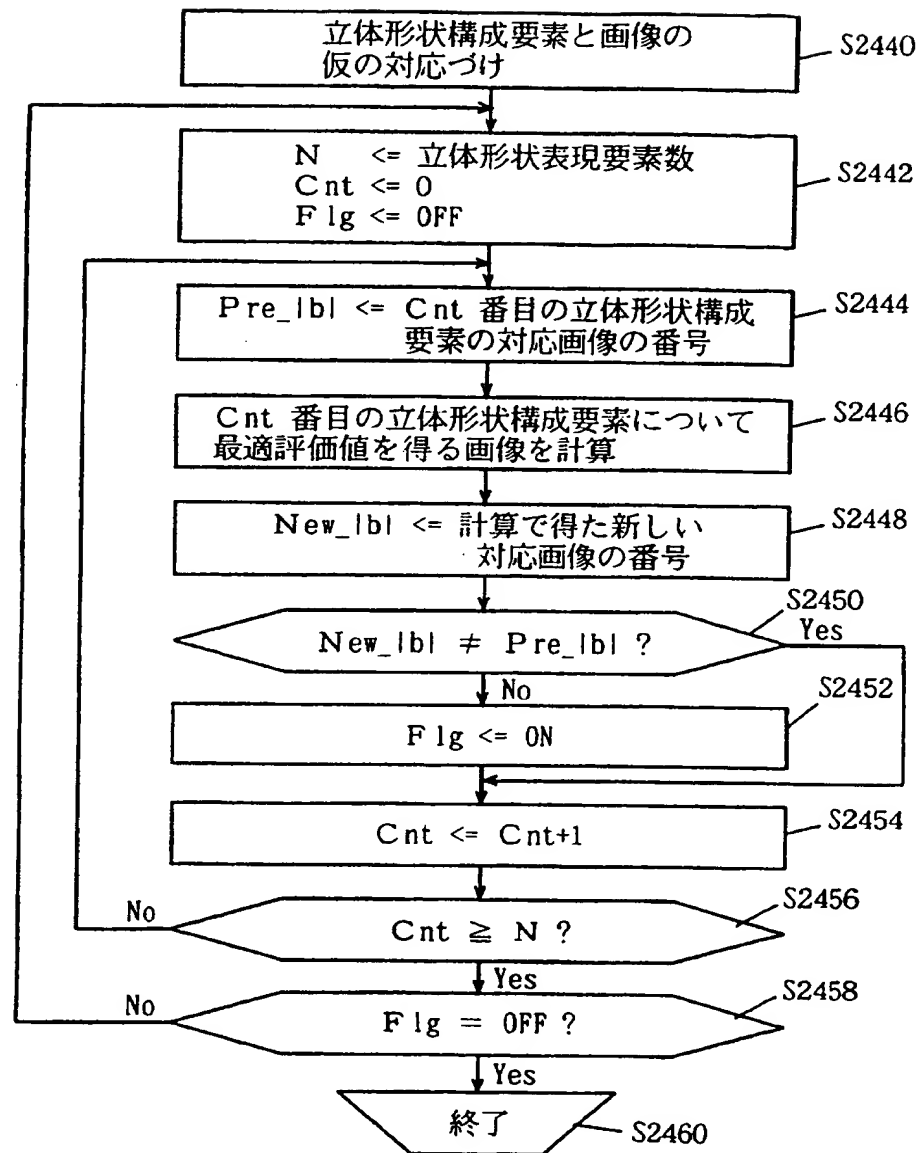 立体形状構成要素と画像の
仮の対応づけ
S2440
N <= 立体形状表現要素数
Cnt <= 0
Flg <= OFF
S2442
Pre_lbl <= Cnt 番目の立体形状構成
要素の対応画像の番号
S2444
Cnt 番目の立体形状構成要素について
最適評価値を得る画像を計算
S2446
New_lbl <= 計算で得た新しい
対応画像の番号
S2448
S2450
New_lbl ≠ Pre_lbl ?
Yes
No
S2452
Flg <= ON
Cnt <= Cnt+1
S2454
No
S2456
Cnt ≧ N ?
Yes
No
S2458
Flg = OFF ?
Yes
終了
S2460